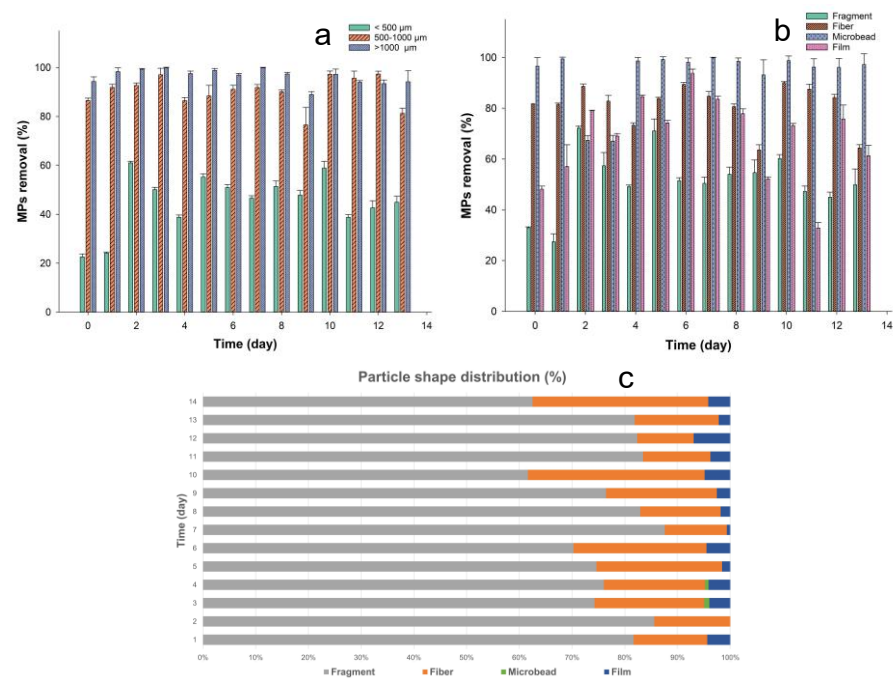 a
< 500 µm
500-1000 µm
>1000 µm
100
80
60
40
20
0
MPs removal (%)
0 2 4 6 8 10 12 14
Time (day)
b
Fragment
Fiber
Microbead
Film
100
80
60
40
20
0
MPs removal (%)
0 2 4 6 8 10 12 14
Time (day)
Particle shape distribution (%)
c
Time (day)
14
13
12
11
10
9
8
7
6
5
4
3
2
1
0% 10% 20% 30% 40% 50% 60% 70% 80% 90% 100%
Fragment Fiber Microbead Film